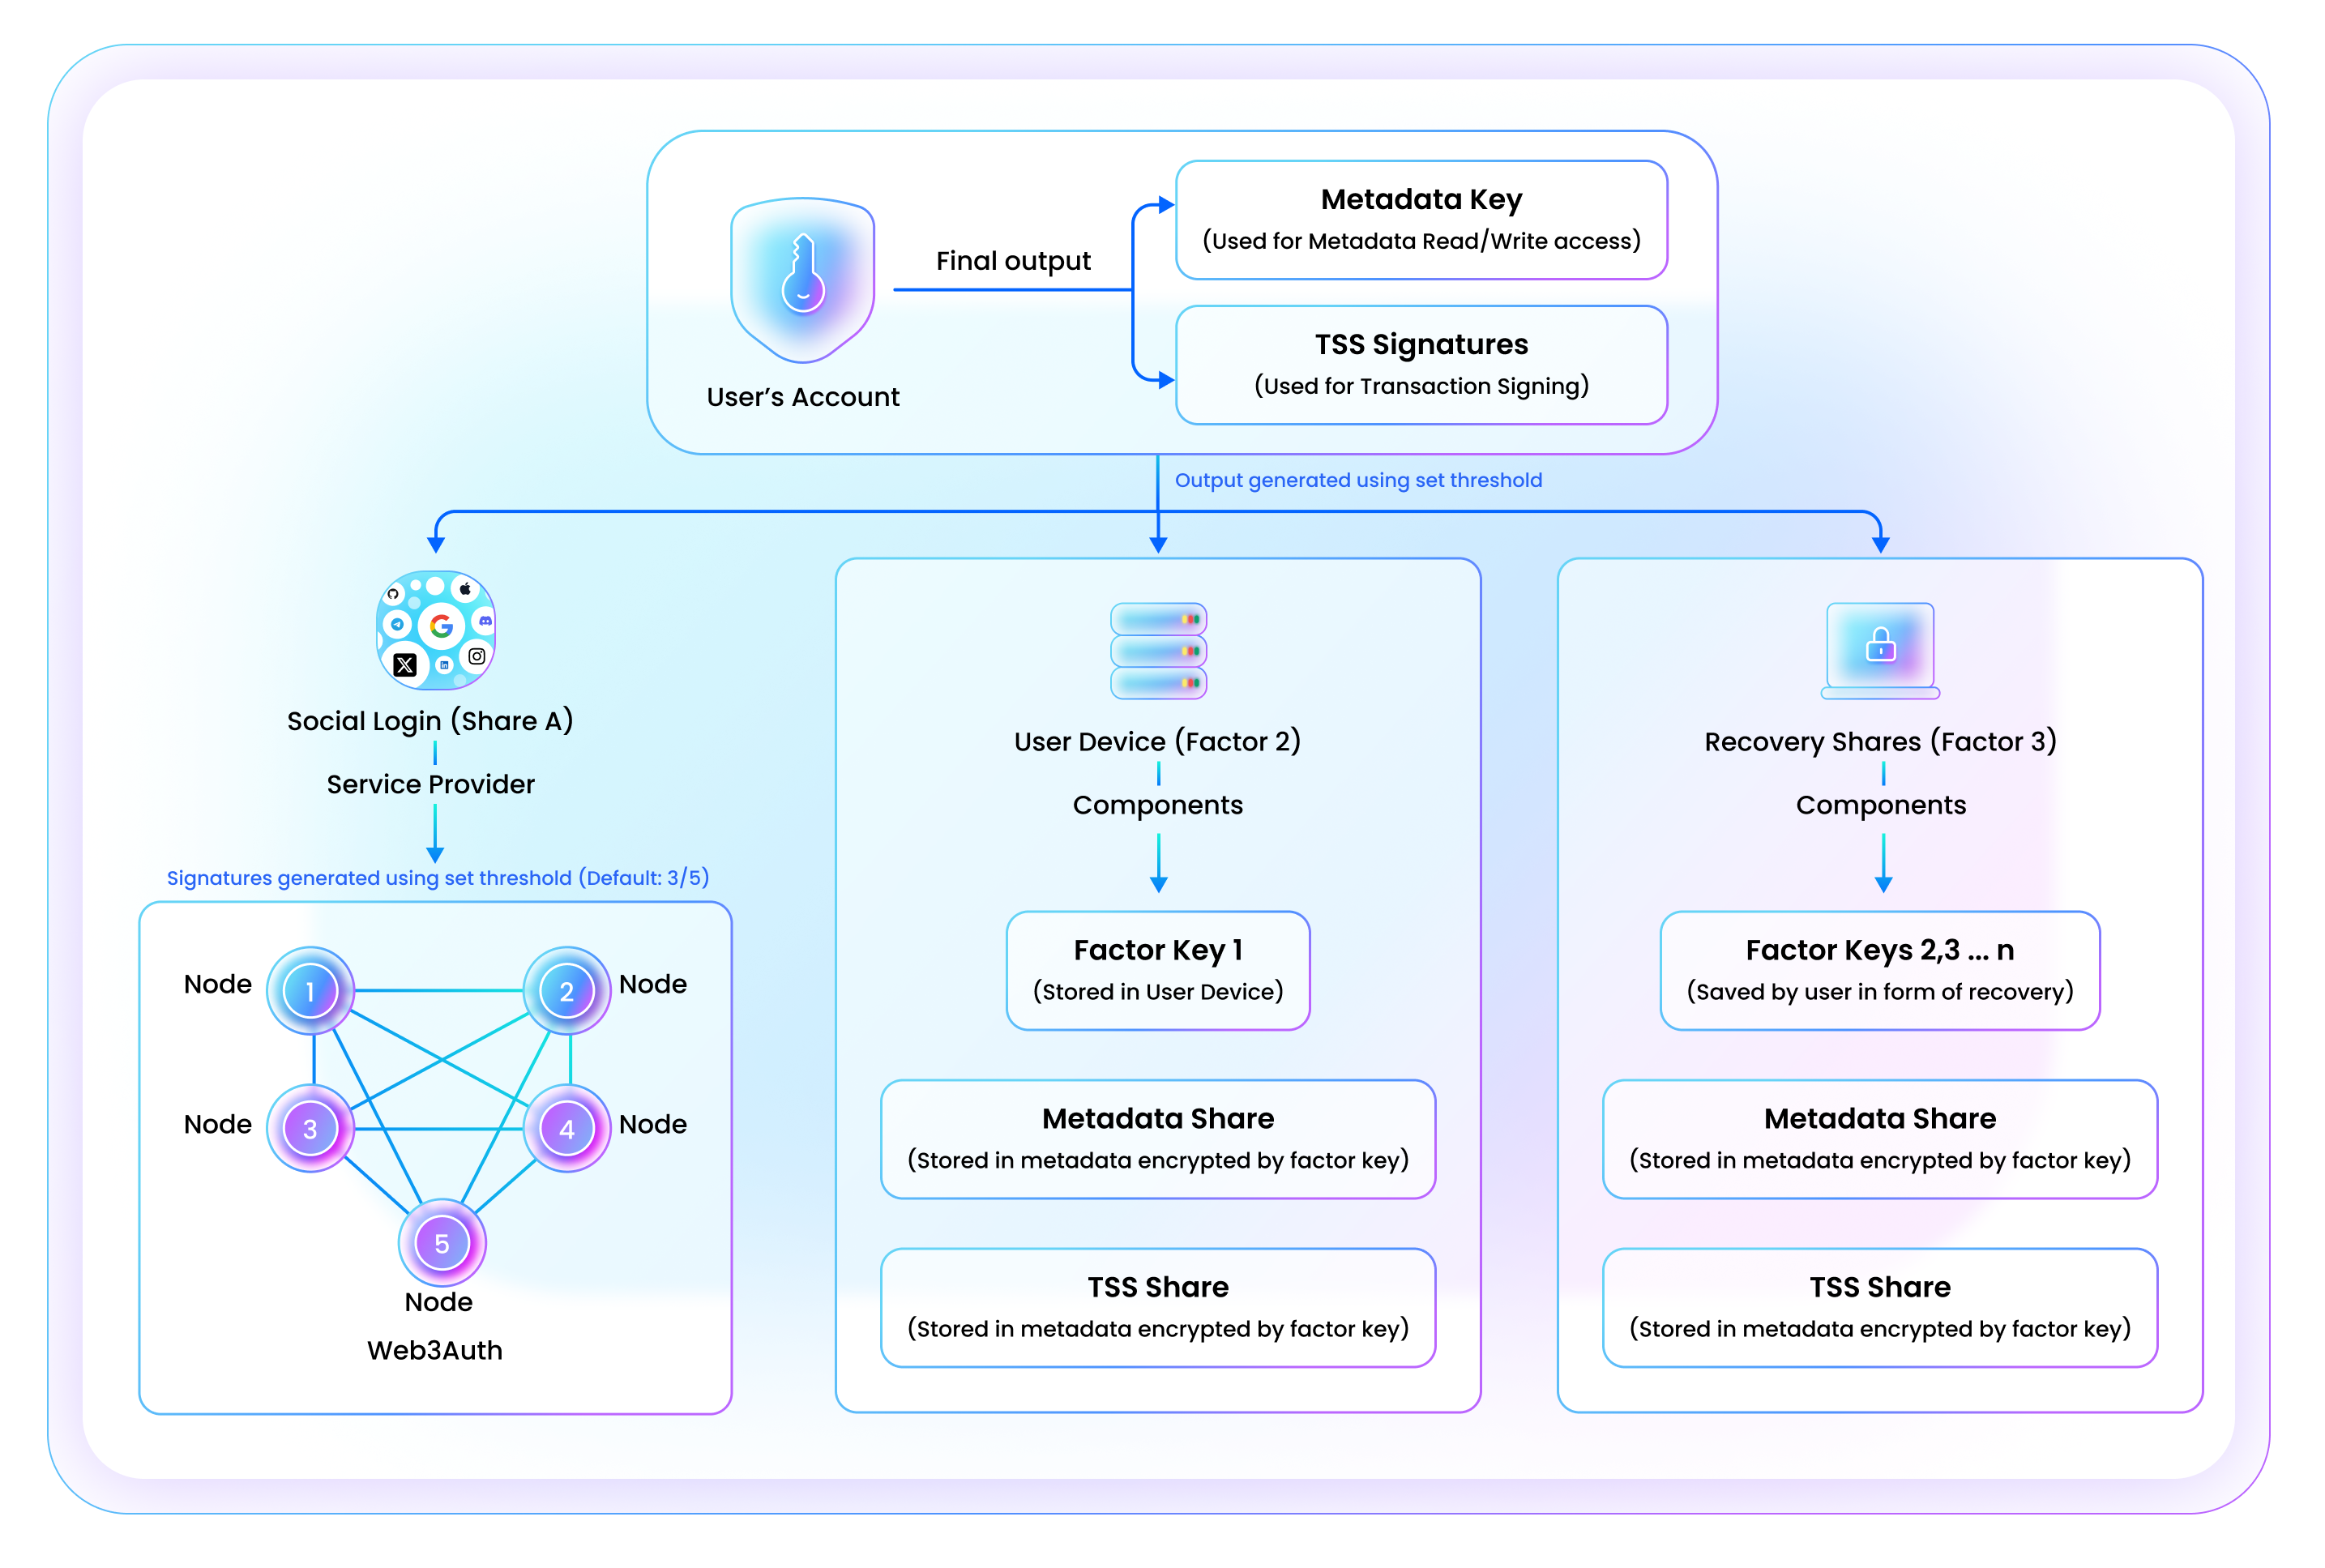 Metadata Key
(Used for Metadata Read/Write access)
Final output
TSS Signatures
(Used for Transaction Signing)
User’s Account
Output generated using set threshold
Social Login (Share A)
Service Provider
Signatures generated using set threshold (Default: 3/5)
Node
1
2
Node
Node
3
4
Node
5
Node
Web3Auth
User Device (Factor 2)
Components
Factor Key 1
(Stored in User Device)
Metadata Share
(Stored in metadata encrypted by factor key)
TSS Share
(Stored in metadata encrypted by factor key)
Recovery Shares (Factor 3)
Components
Factor Keys 2,3 ... n
(Saved by user in form of recovery)
Metadata Share
(Stored in metadata encrypted by factor key)
TSS Share
(Stored in metadata encrypted by factor key)